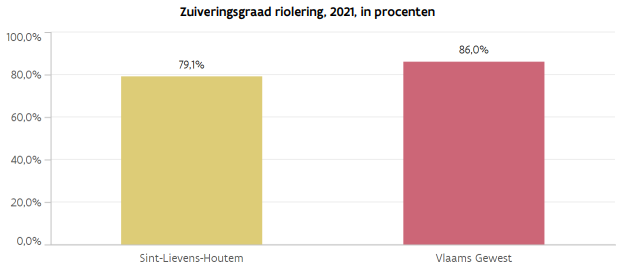 Zuiveringsgraad riolering, 2021, in procenten
100,0%
80,0%
60,0%
40,0%
20,0%
0,0%
79,1%
86,0%
Sint-Lievens-Houtem
Vlaams Gewest